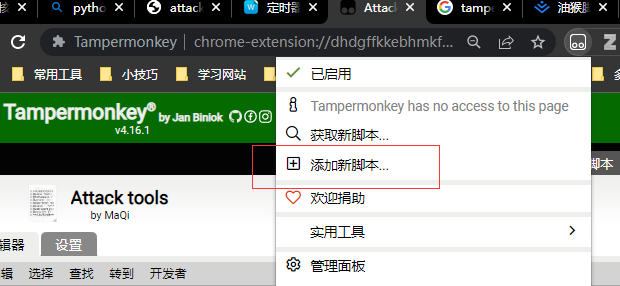 python
attack
定时器
Attack
tamp
油猴
Tampermonkey | chrome-extension://dhdgffkkebhmkf...
常用工具 小技巧 学习网站
Tampermonkey® by Jan Biniok
v4.16.1
已启用
Tampermonkey has no access to this page
获取新脚本...
添加新脚本...
脚本
Attack tools
by MaQi
欢迎捐助
辑器 设置
实用工具
辑 选择 查找 转到 开发者
管理面板